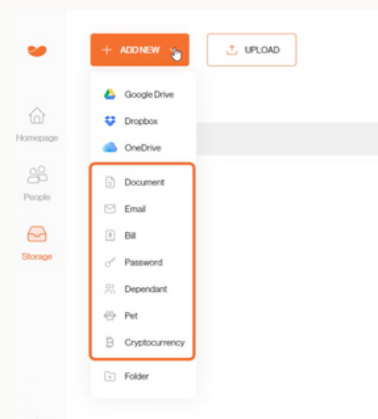 + ADD NEW
UPLOAD
Google Drive
Dropbox
OneDrive
Document
Email
Bill
Password
Dependant
Pet
Cryptocurrency
Folder
Homepage
People
Storage